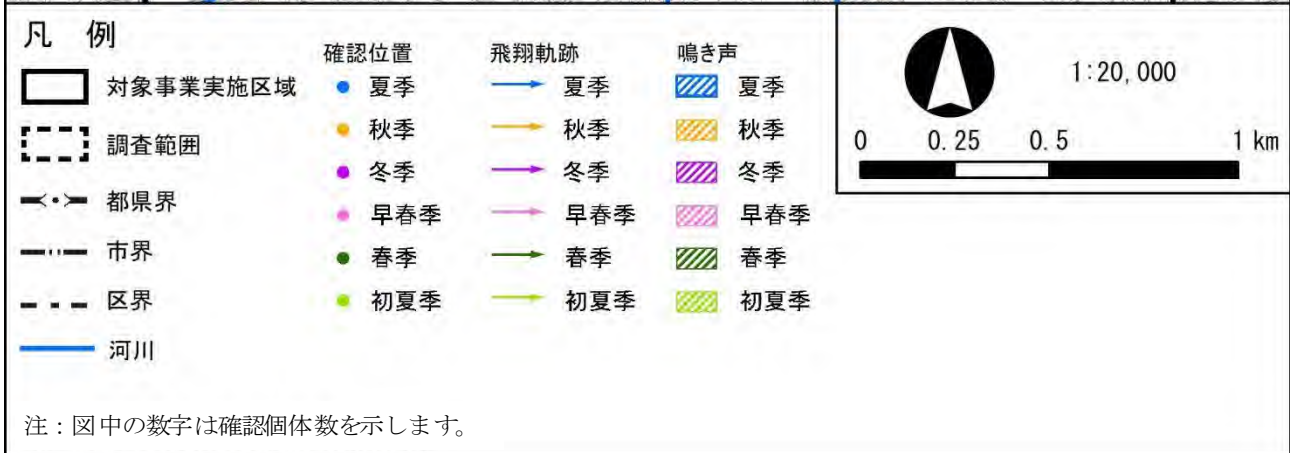 凡 例
対象事業実施区域
調査範囲
都県界
市界
区界
河川
確認位置
夏季
秋季
冬季
早春季
春季
初夏季
飛翔軌跡
夏季
秋季
冬季
早春季
春季
初夏季
鳴き声
夏季
秋季
冬季
早春季
春季
初夏季
1:20,000
0 0.25 0.5 1 km
注：図中の数字は確認個体数を示します。